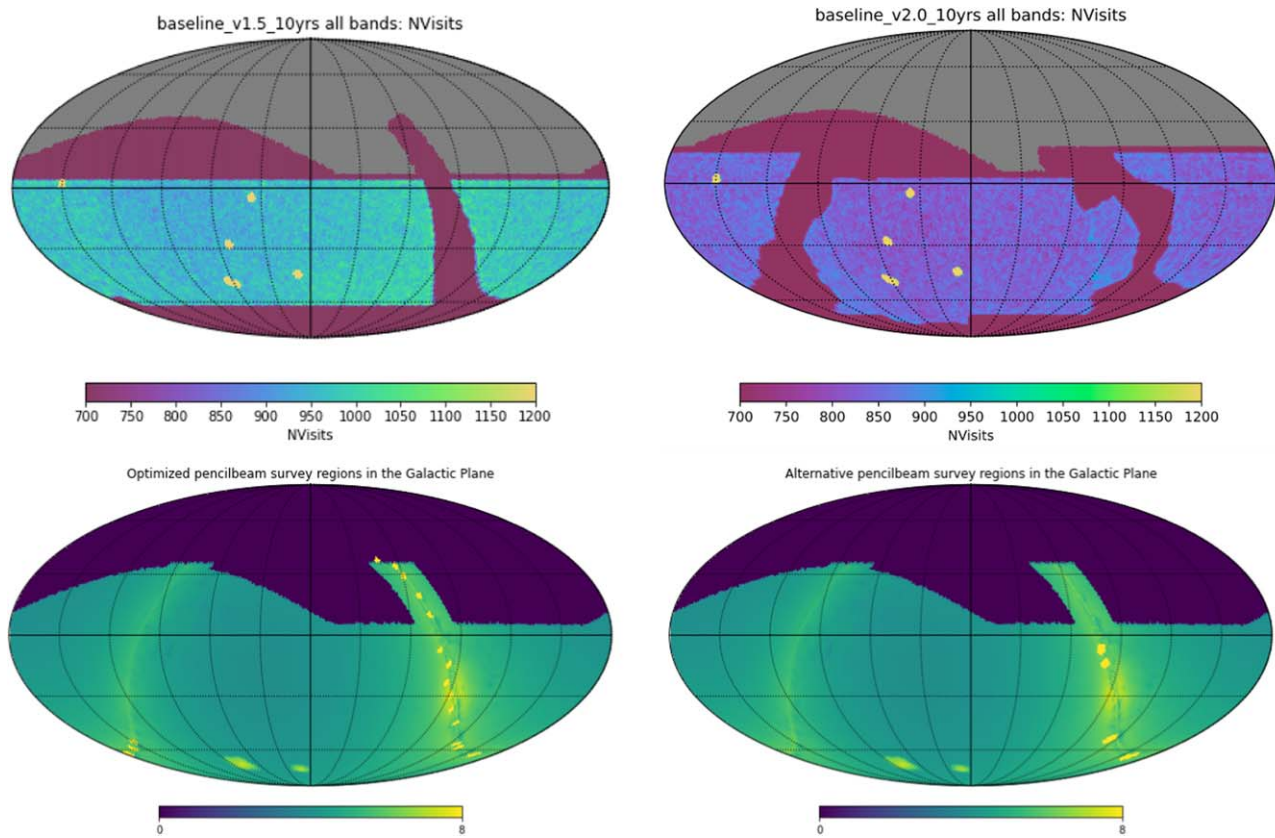 baseline_v1.5_10yrs all bands: NVisits
baseline_v2.0_10yrs all bands: NVisits
700 750 800 850 900 950 1000 1050 1100 1150 1200
NVisits
700 750 800 850 900 950 1000 1050 1100 1150 1200
NVisits
Optimized pencilbeam survey regions in the Galactic Plane
Alternative pencilbeam survey regions in the Galactic Plane
0 8
0 8